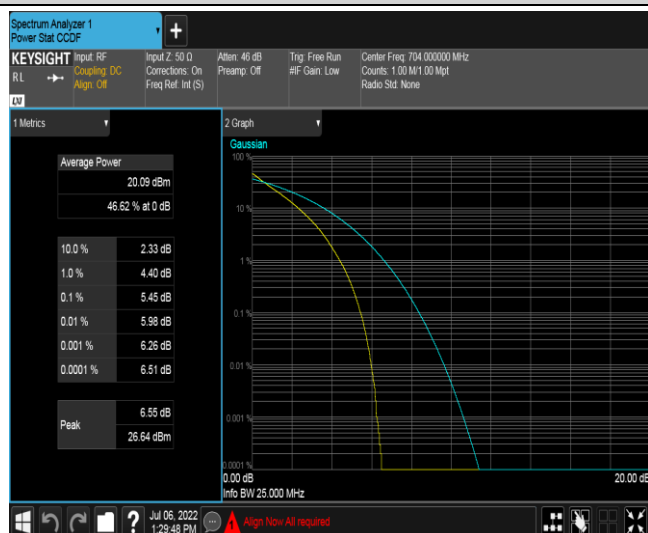 Spectrum Analyzer 1
Power Stat CCDF
+
KEYSIGHT
RL
LXI
Input: RF
Coupling: DC
Align: Off
Input Z: 50 Ω
Corrections: On
Freq Ref: Int (S)
Atten: 46 dB
Preamp: Off
Trig: Free Run
#IF Gain: Low
Center Freq: 704.000000 MHz
Counts: 1.00 M/1.00 Mpt
Radio Std: None
1 Metrics
Average Power
20.09 dBm
46.62 % at 0 dB
10.0 % 2.33 dB
1.0 % 4.40 dB
0.1 % 5.45 dB
0.01 % 5.98 dB
0.001 % 6.26 dB
0.0001 % 6.51 dB
Peak
6.55 dB
26.64 dBm
2 Graph
Gaussian
100 %
10 %
1 %
0.1 %
0.01 %
0.001 %
0.0001 %
0.00 dB 20.00 dB
Info BW 25.000 MHz
?
Jul 06, 2022
1:29:48 PM
Align Now All required